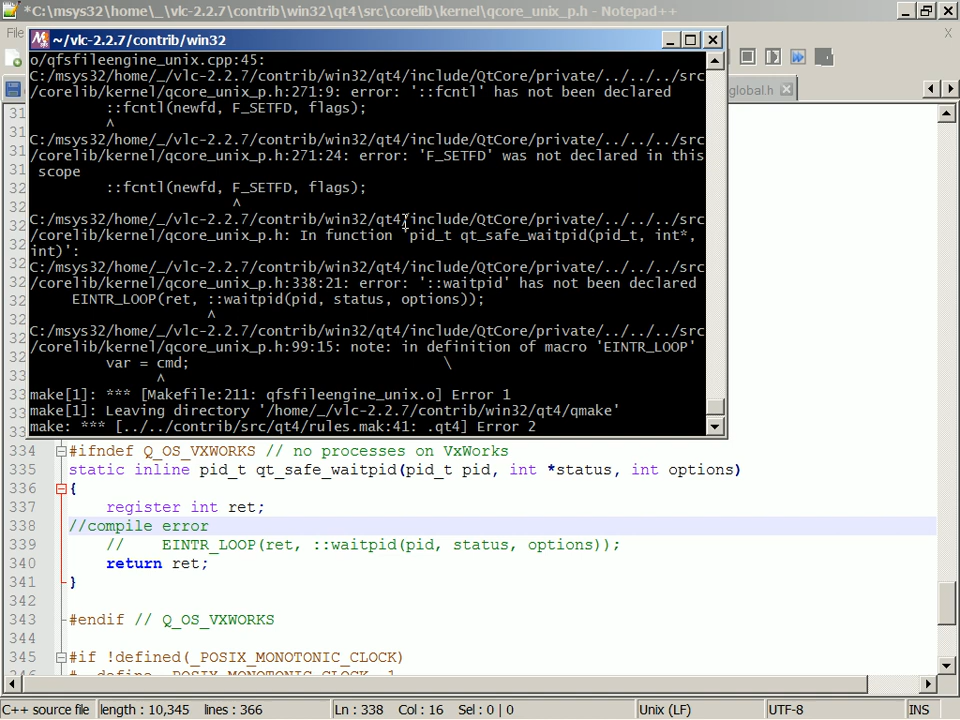 *C:\msys32\home\_\vlc-2.2.7\contrib\win32\qt4\src\corelib\kernel\qcore_unix_p.h - Notepad++
File
X
~/vlc-2.2.7/contrib/win32
global.h
o/qfsfileengine_unix.cpp:45:
C:/msys32/home/_/vlc-2.2.7/contrib/win32/qt4/include/QtCore/private/../../../src
/corelib/kernel/qcore_unix_p.h:271:9: error: '::fcntl' has not been declared
::fcntl(newfd, F_SETFD, flags);
^
C:/msys32/home/_/vlc-2.2.7/contrib/win32/qt4/include/QtCore/private/../../../src
/corelib/kernel/qcore_unix_p.h:271:24: error: 'F_SETFD' was not declared in this
scope
::fcntl(newfd, F_SETFD, flags);
^
C:/msys32/home/_/vlc-2.2.7/contrib/win32/qt4/include/QtCore/private/../../../src
/corelib/kernel/qcore_unix_p.h: In function 'pid_t qt_safe_waitpid(pid_t, int*,
int)':
C:/msys32/home/_/vlc-2.2.7/contrib/win32/qt4/include/QtCore/private/../../../src
/corelib/kernel/qcore_unix_p.h:338:21: error: '::waitpid' has not been declared
EINTR_LOOP(ret, ::waitpid(pid, status, options));
^
C:/msys32/home/_/vlc-2.2.7/contrib/win32/qt4/include/QtCore/private/../../../src
/corelib/kernel/qcore_unix_p.h:99:15: note: in definition of macro 'EINTR_LOOP'
var = cmd; \
^
make[1]: *** [Makefile:211: qfsfileengine_unix.o] Error 1
make[1]: Leaving directory '/home/_/vlc-2.2.7/contrib/win32/qt4/qmake'
make: *** [../../contrib/src/qt4/rules.mak:41: .qt4] Error 2
334 #ifndef Q_OS_VXWORKS // no processes on VxWorks
335 static inline pid_t qt_safe_waitpid(pid_t pid, int *status, int options)
336 {
337 register int ret;
338 //compile error
339 // EINTR_LOOP(ret, ::waitpid(pid, status, options));
340 return ret;
341 }
342
343 #endif // Q_OS_VXWORKS
344
345 #if !defined(_POSIX_MONOTONIC_CLOCK)
C++ source file length : 10,345 lines : 366 Ln : 338 Col : 16 Sel : 0 | 0 Unix (LF) UTF-8 INS